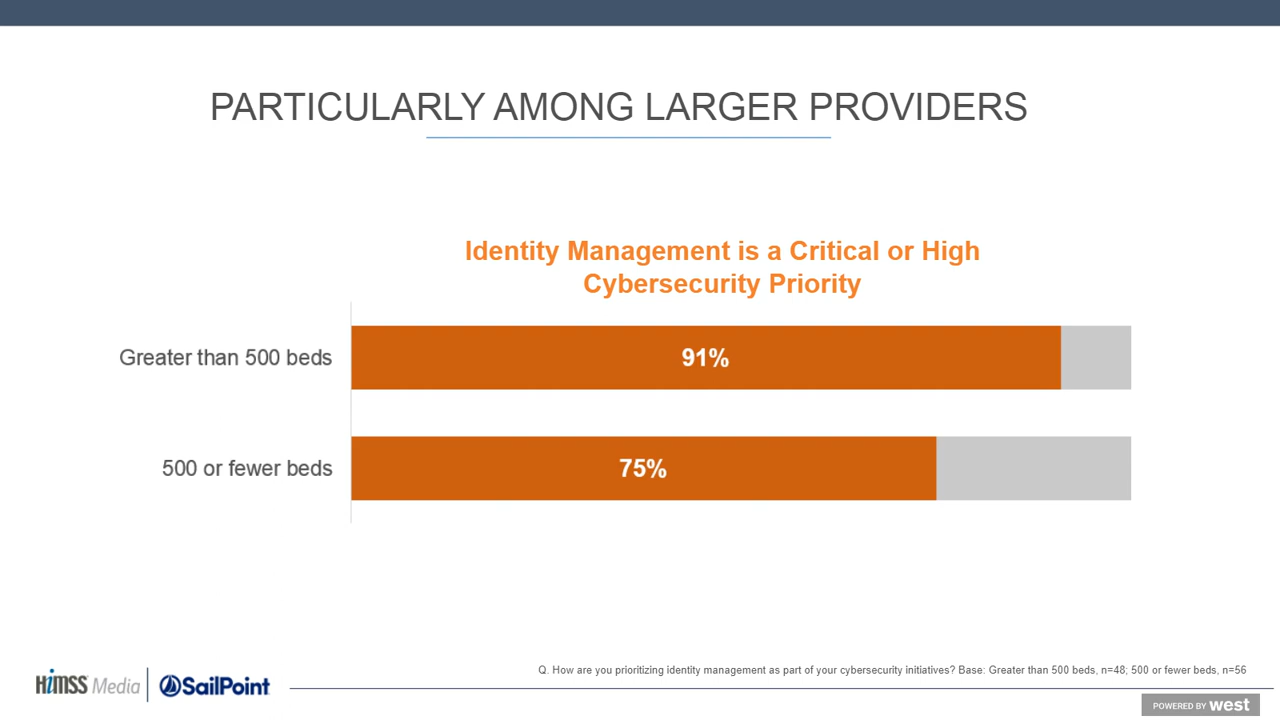 PARTICULARLY AMONG LARGER PROVIDERS
Identity Management is a Critical or High
Cybersecurity Priority
Greater than 500 beds
91%
500 or fewer beds
75%
Q. How are you prioritizing identity management as part of your cybersecurity initiatives? Base: Greater than 500 beds, n=48; 500 or fewer beds, n=56
HiMSS Media
SailPoint
POWERED BY west